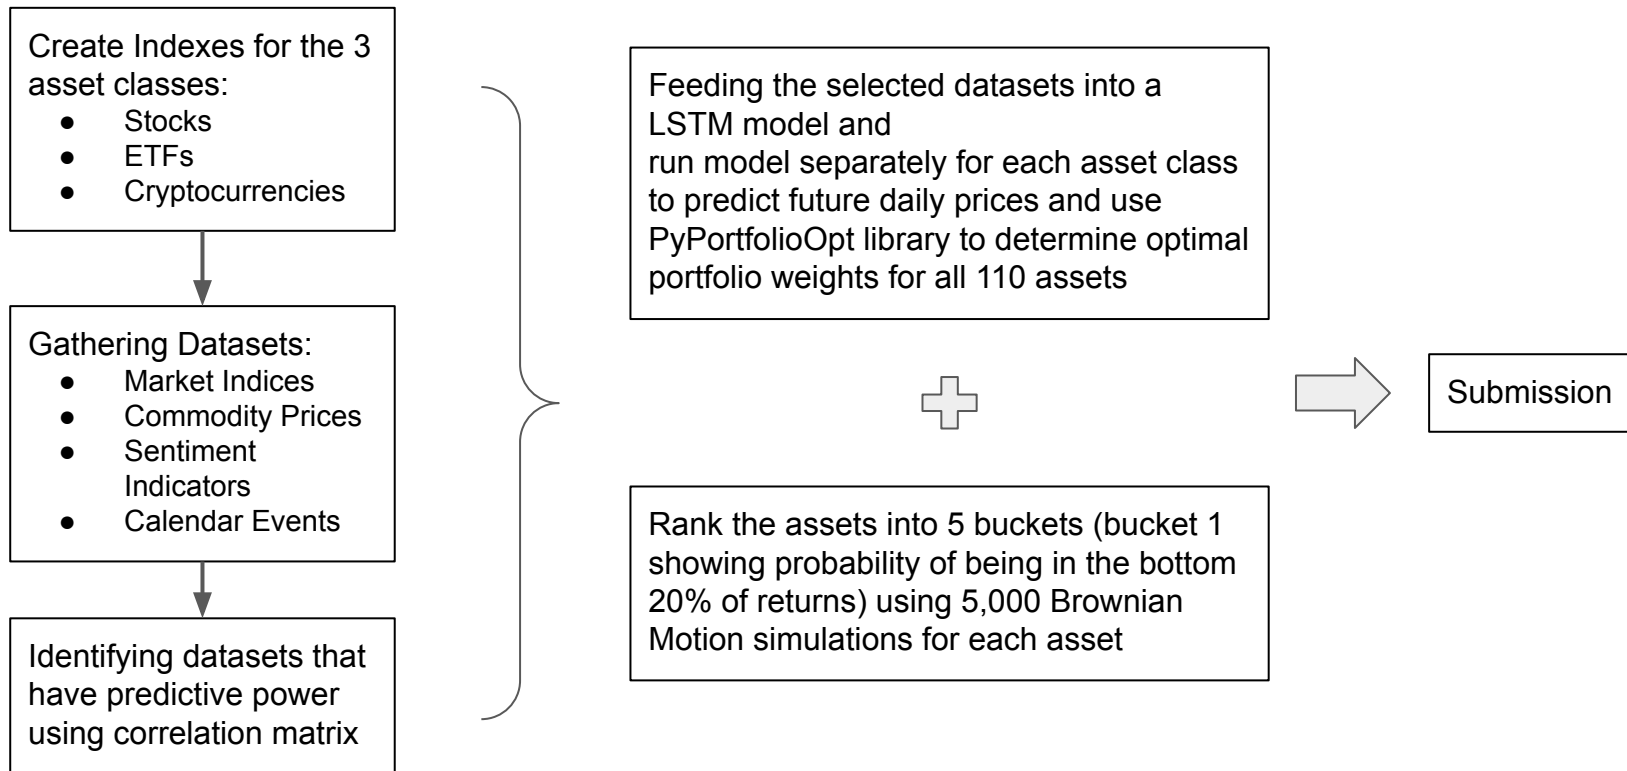 Create Indexes for the 3
asset classes:
● Stocks
● ETFs
● Cryptocurrencies
Gathering Datasets:
● Market Indices
● Commodity Prices
● Sentiment
Indicators
● Calendar Events
Identifying datasets that
have predictive power
using correlation matrix
Feeding the selected datasets into a
LSTM model and
run model separately for each asset class
to predict future daily prices and use
PyPortfolioOpt library to determine optimal
portfolio weights for all 110 assets
Rank the assets into 5 buckets (bucket 1
showing probability of being in the bottom
20% of returns) using 5,000 Brownian
Motion simulations for each asset
Submission